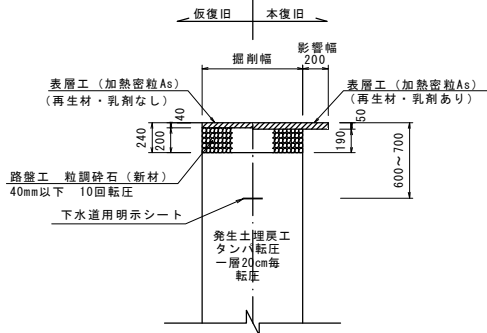 仮復旧 本復旧
掘削幅
影響幅
200
表層工（加熱密粒As）
（再生材・乳剤なし）
表層工（加熱密粒As）
（再生材・乳剤あり）
40
240
200
50
190
600～700
路盤工　粒調砕石（新材）
40mm以下　10回転圧
下水道用明示シート
発生土埋戻工
タンパ転圧
一層20cm毎
転圧